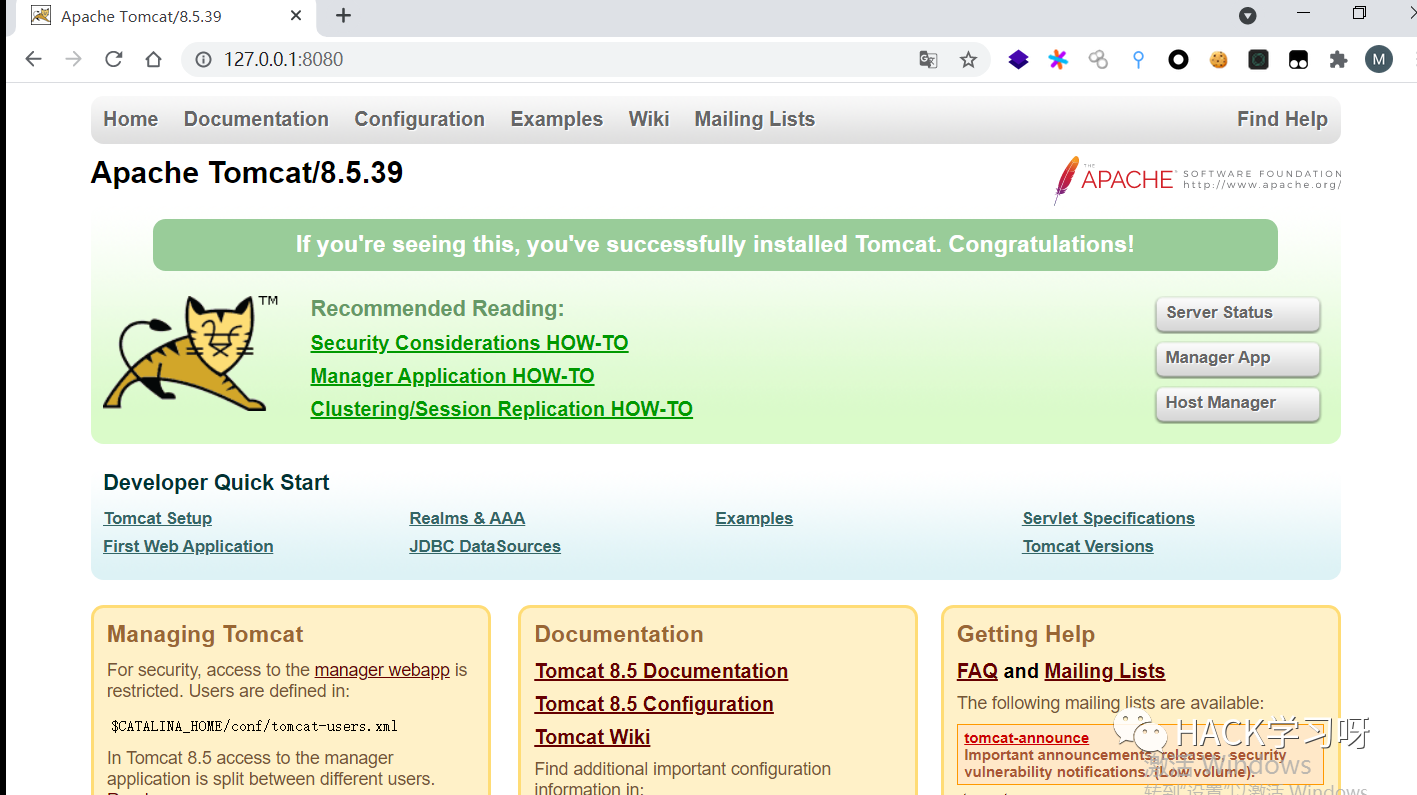 Apache Tomcat/8.5.39
127.0.0.1:8080
M
Home Documentation Configuration Examples Wiki Mailing Lists Find Help
Apache Tomcat/8.5.39
THE APACHE SOFTWARE FOUNDATION
http://www.apache.org/
If you're seeing this, you've successfully installed Tomcat. Congratulations!
TM
Recommended Reading:
Security Considerations HOW-TO
Manager Application HOW-TO
Clustering/Session Replication HOW-TO
Server Status
Manager App
Host Manager
Developer Quick Start
Tomcat Setup
First Web Application
Realms & AAA
JDBC DataSources
Examples
Servlet Specifications
Tomcat Versions
Managing Tomcat
For security, access to the manager webapp is
restricted. Users are defined in:
$CATALINA_HOME/conf/tomcat-users.xml
In Tomcat 8.5 access to the manager
application is split between different users.
Documentation
Tomcat 8.5 Documentation
Tomcat 8.5 Configuration
Tomcat Wiki
Find additional important configuration
information in:
Getting Help
FAQ and Mailing Lists
The following mailing lists are available:
tomcat-announce
Important announcements, releases, security
vulnerability notifications. (Low volume).
HACK学习呀
激活 Windows
转到"设置"以激活 Windows